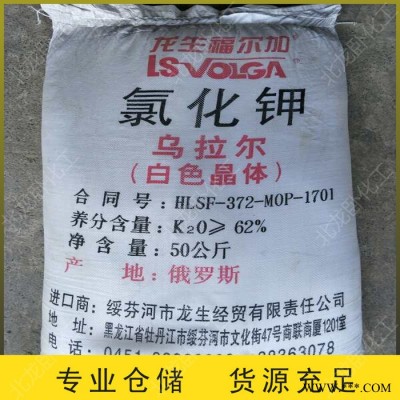 龙生福尔加
LSVOLGA
氯化钾
乌拉尔
(白色晶体)
合同号:HLSF-372-MOP-1701
养分含量:K₂O≥62%
净含量:50公斤
产地:俄罗斯
进口商:绥芬河市龙生经贸有限责任公司
地址:黑龙江省牡丹江市绥芬河市文化街47号商联商厦1201室
电话:0451
专业仓储 货源充足